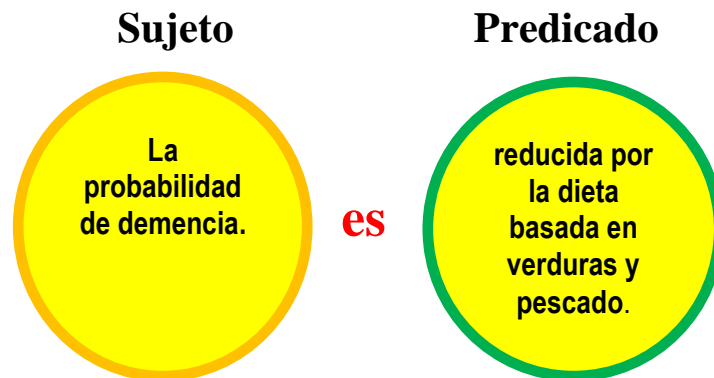 Sujeto
Predicado
La
probabilidad
de demencia.
es
reducida por
la dieta
basada en
verduras y
pescado.